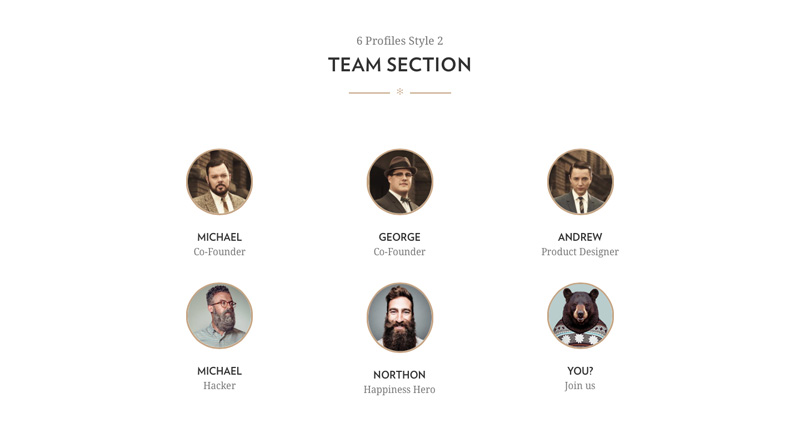 6 Profiles Style 2
TEAM SECTION
MICHAEL
Co-Founder
GEORGE
Co-Founder
ANDREW
Product Designer
MICHAEL
Hacker
NORTHON
Happiness Hero
YOU?
Join us